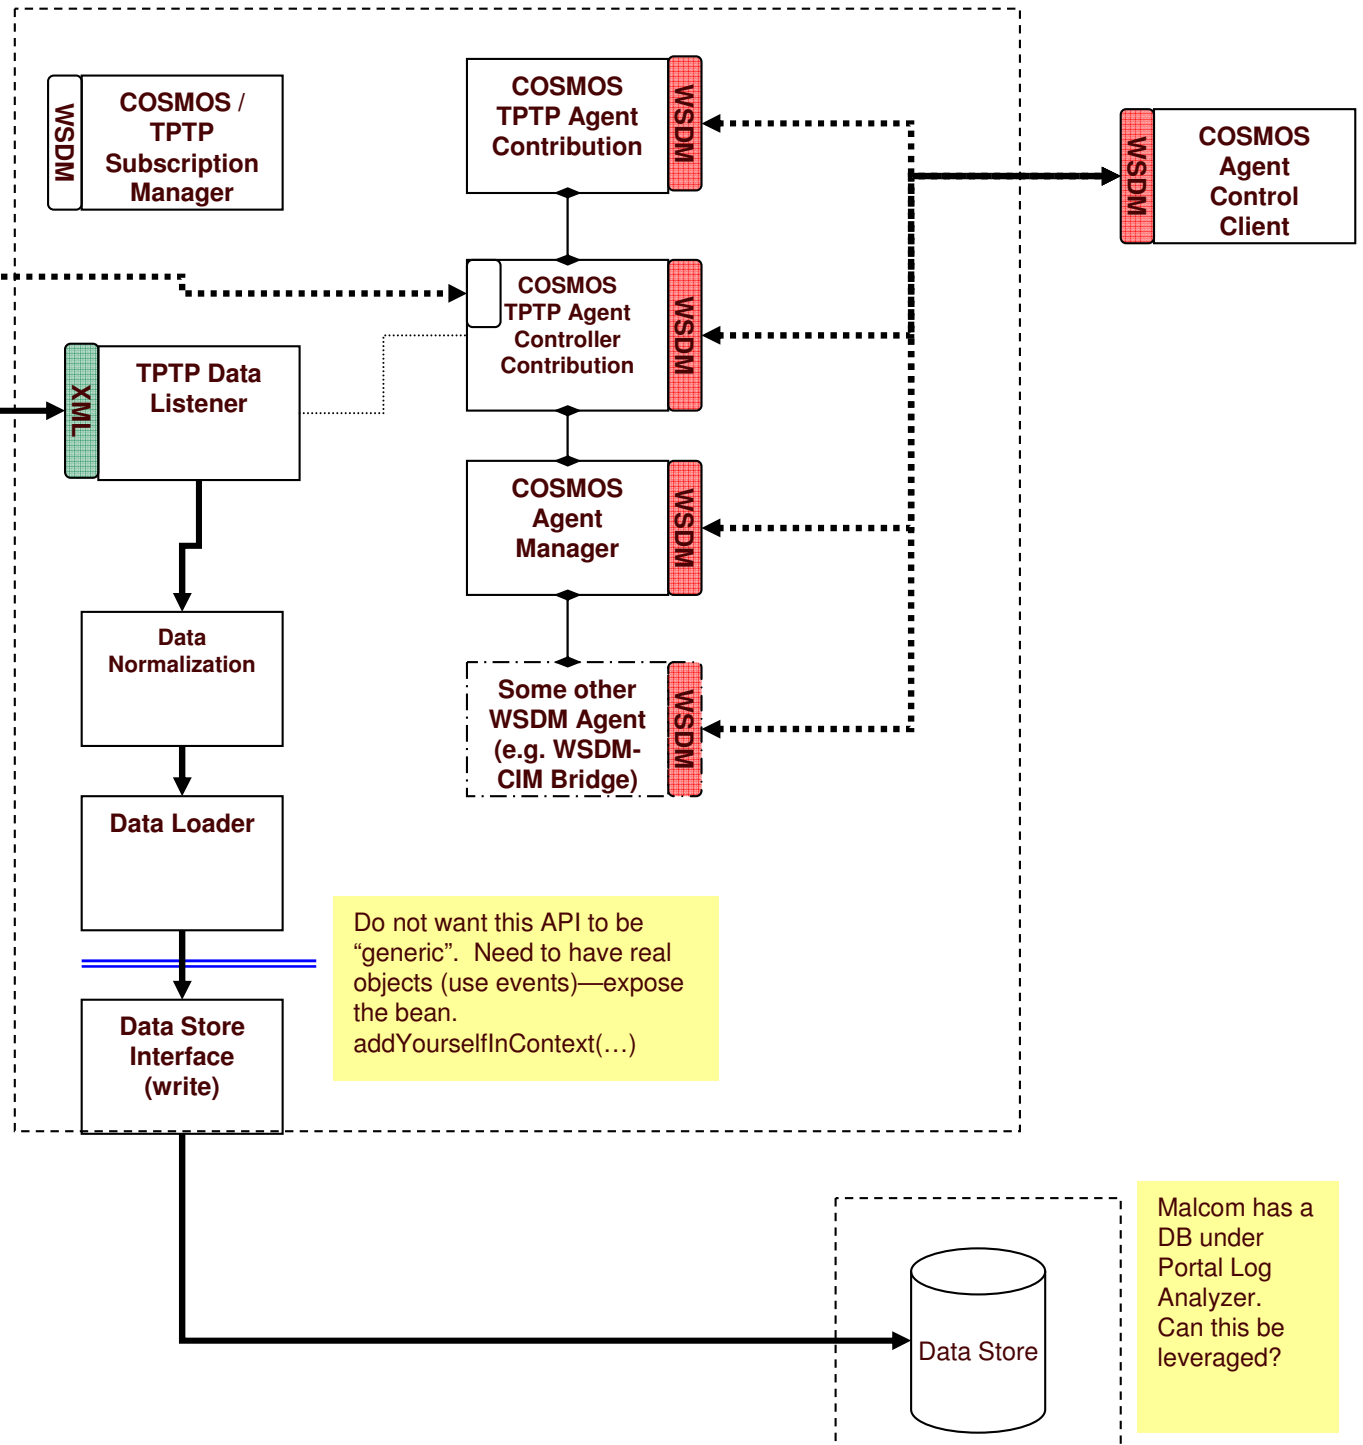 WSDM
COSMOS /
TPTP
Subscription
Manager
COSMOS
TPTP Agent
Contribution
WSDM
WSDM
COSMOS
Agent
Control
Client
COSMOS
TPTP Agent
Controller
Contribution
WSDM
XML
TPTP Data
Listener
COSMOS
Agent
Manager
WSDM
Data
Normalization
Some other
WSDM Agent
(e.g. WSDM-
CIM Bridge)
WSDM
Data Loader
Do not want this API to be
“generic”.  Need to have real
objects (use events)—expose
the bean.
addYourselfInContext(…)
Data Store
Interface
(write)
Data Store
Malcom has a
DB under
Portal Log
Analyzer.
Can this be
leveraged?